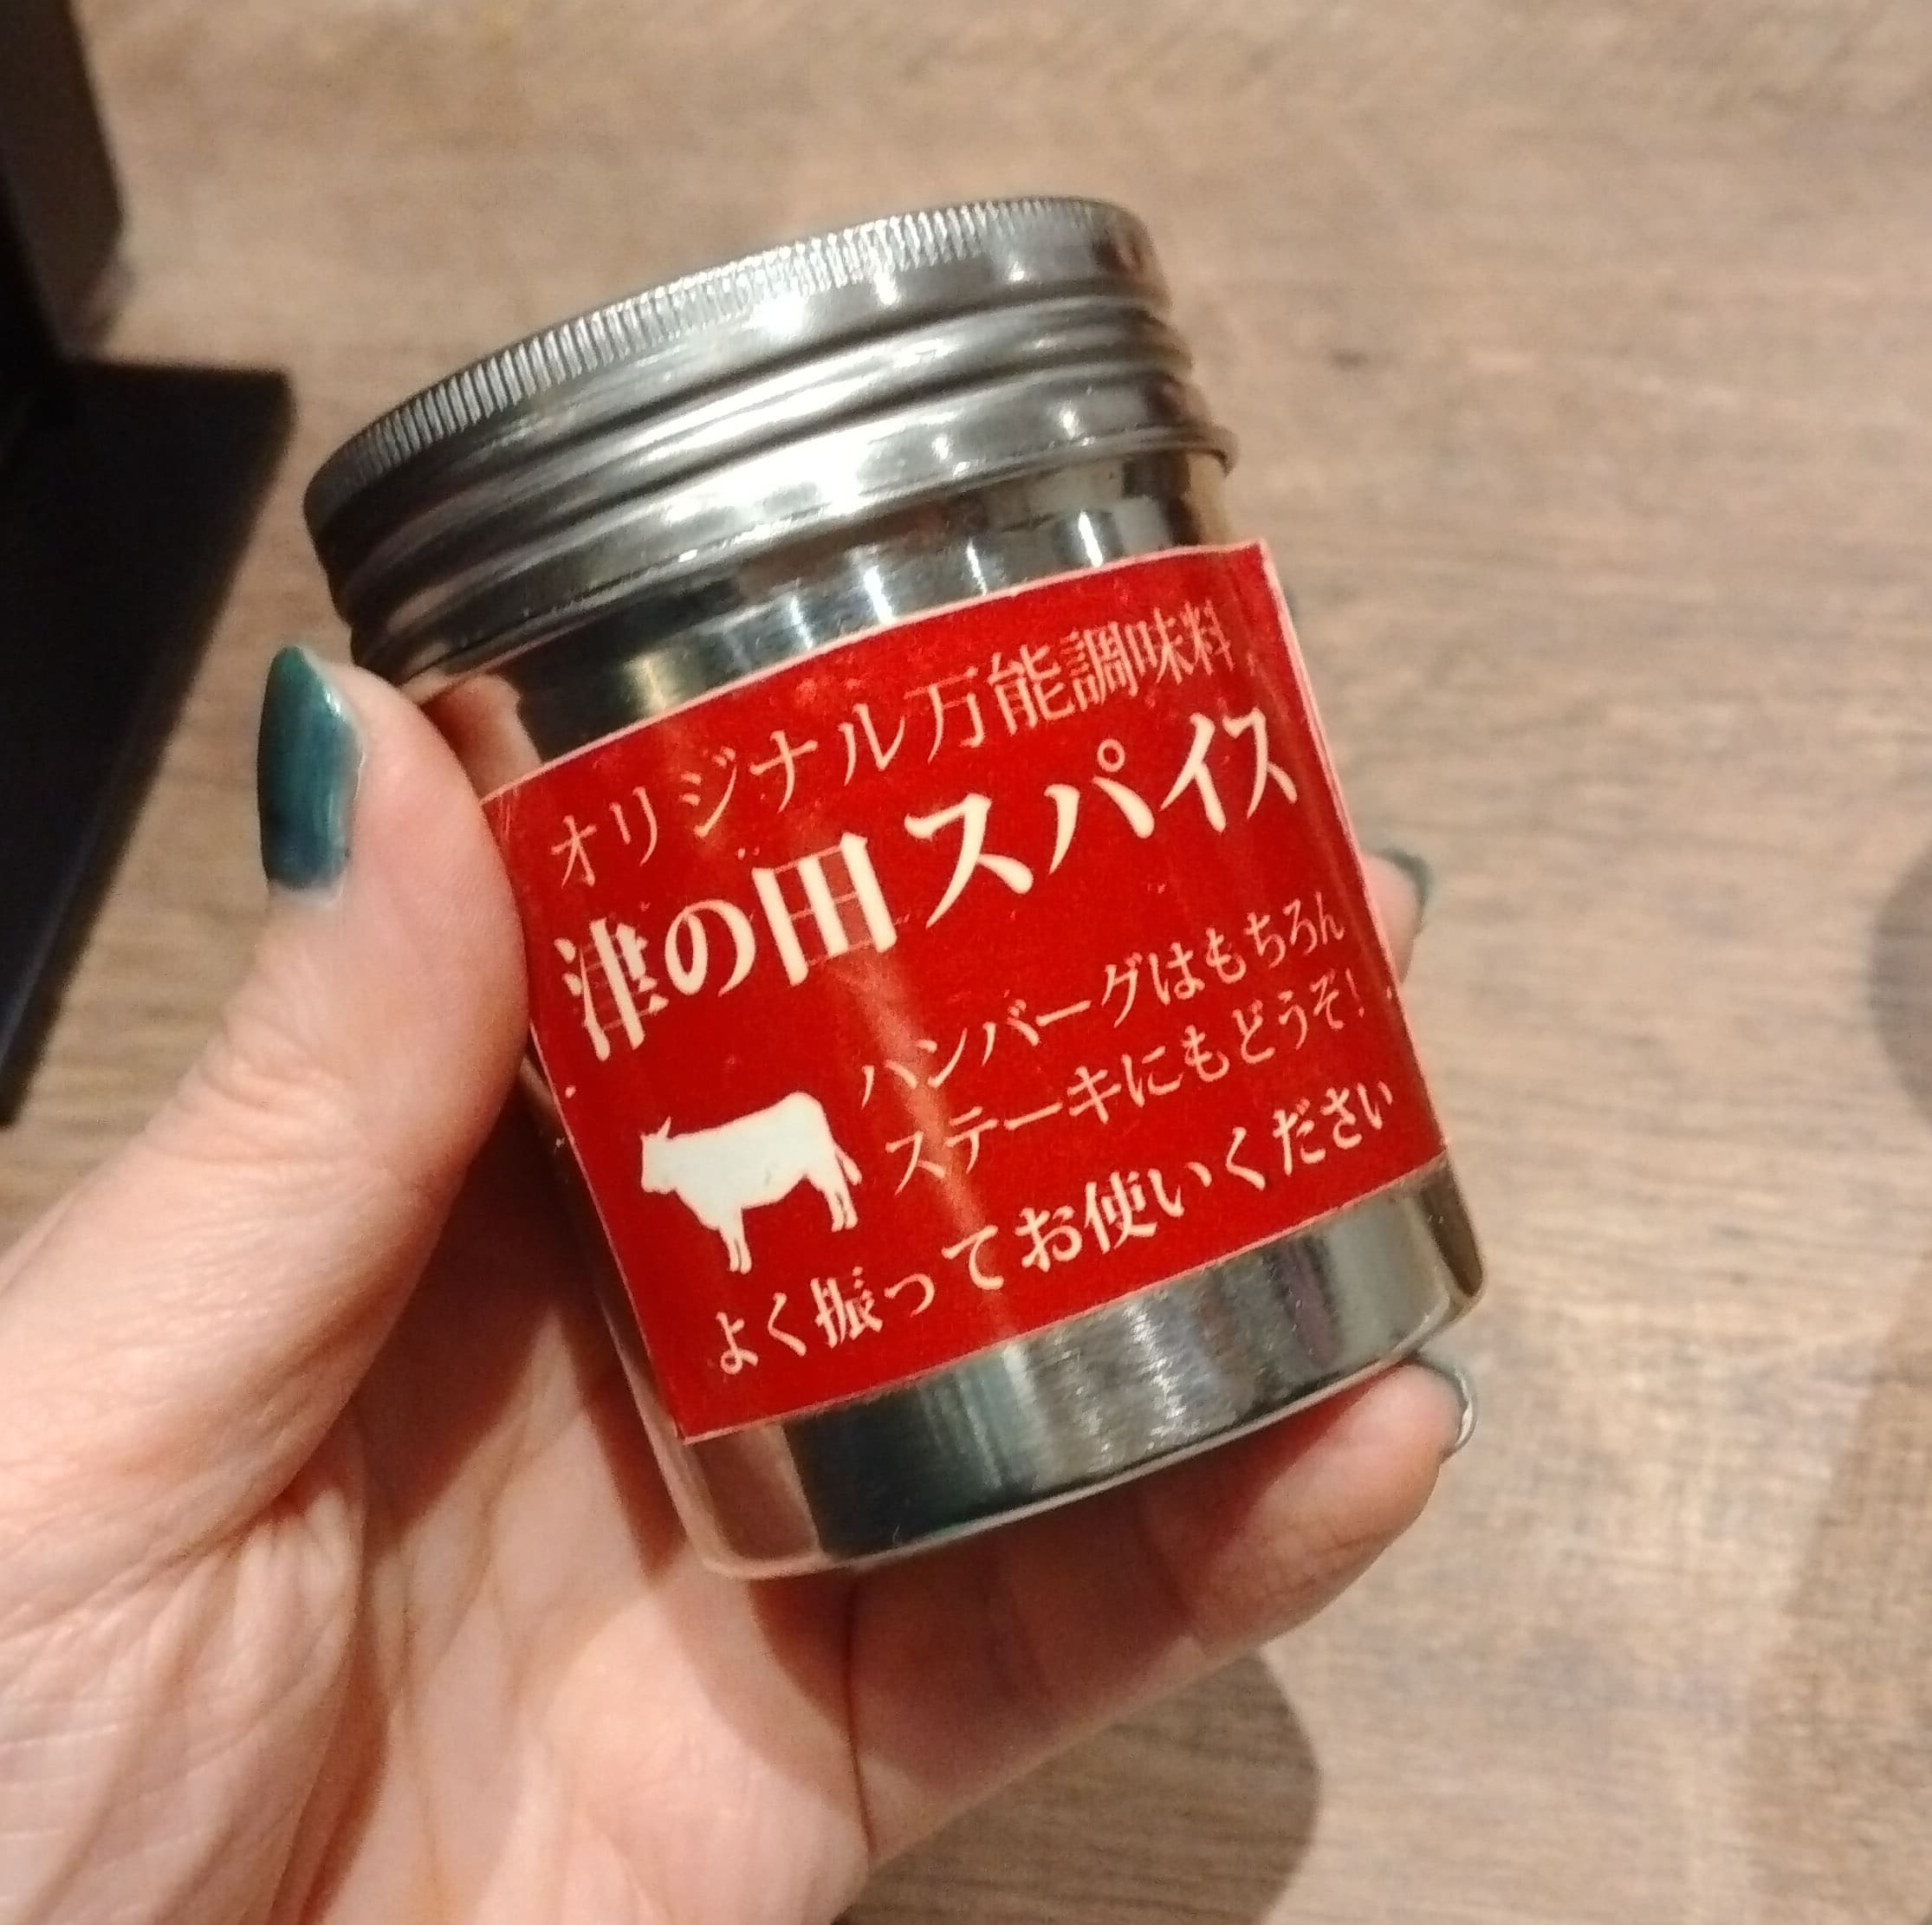 オリジナル万能調味料
津の田スパイス
ハンバーグはもちろん
ステーキにもどうぞ!
よく振ってお使いください